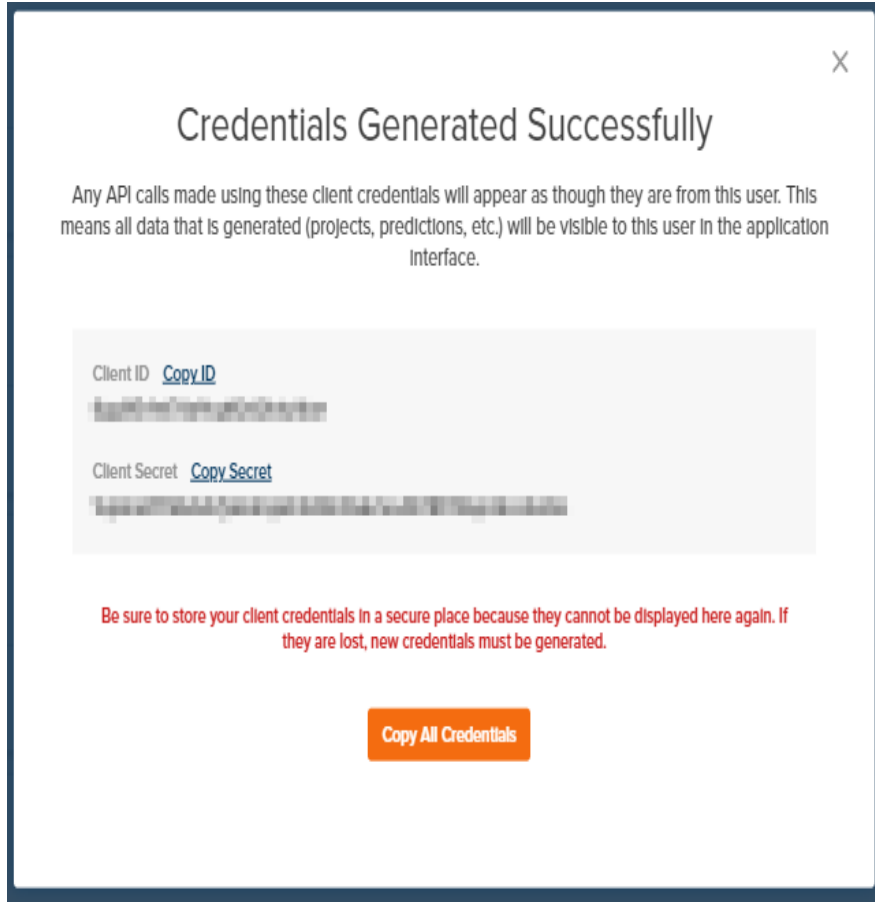 X
Credentials Generated Successfully
Any API calls made using these client credentials will appear as though they are from this user. This
means all data that is generated (projects, predictions, etc.) will be visible to this user in the application
interface.
Client ID Copy ID
Client Secret Copy Secret
Be sure to store your client credentials in a secure place because they cannot be displayed here again. If
they are lost, new credentials must be generated.
Copy All Credentials